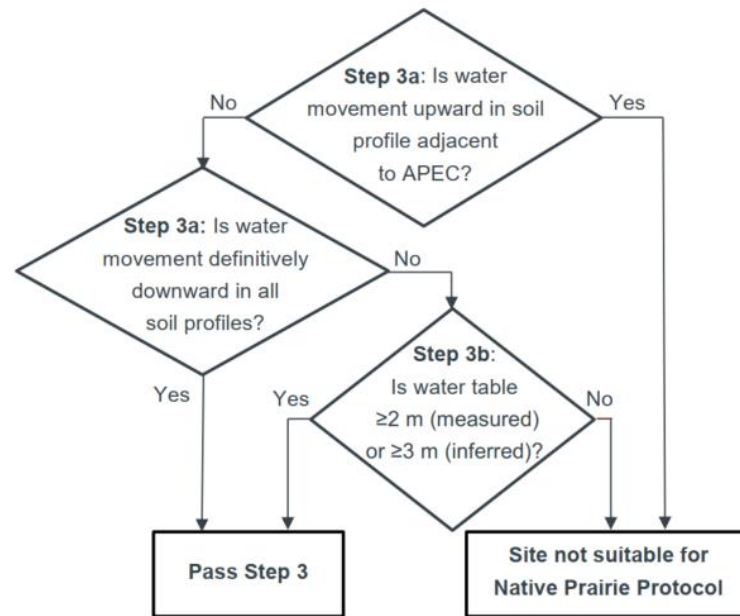 Step 3a: Is water
movement upward in soil
profile adjacent
to APEC?
No
Yes
Step 3a: Is water
movement definitively
downward in all
soil profiles?
No
Yes
Step 3b:
Is water table
≥2 m (measured)
or ≥3 m (inferred)?
Yes
No
Pass Step 3
Site not suitable for
Native Prairie Protocol